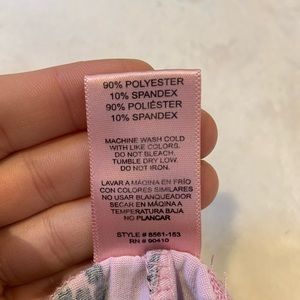 90% POLYESTER
10% SPANDEX
90% POLIÉSTER
10% SPANDEX
MACHINE WASH COLD
WITH LIKE COLORS.
DO NOT BLEACH.
TUMBLE DRY LOW.
DO NOT IRON.
LAVAR A MÁQUINA EN FRÍO
CON COLORES SIMILARES
NO USAR BLANQUEADOR
SECAR EN MÁQUINA A
TEMPERATURA BAJA
NO PLANCAR
STYLE # 8561-153
RN # 90410